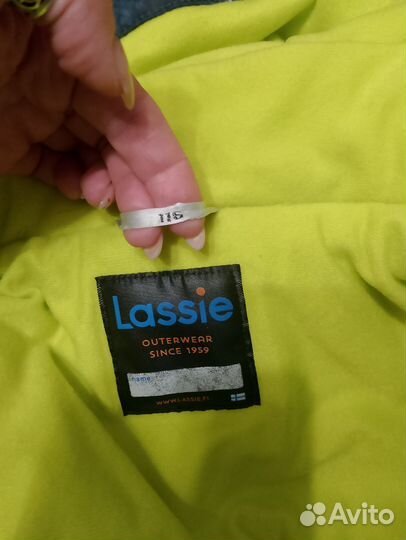 116
Lassie
OUTERWEAR
SINCE 1959
name
WWW.LASSIE.FI
Avito